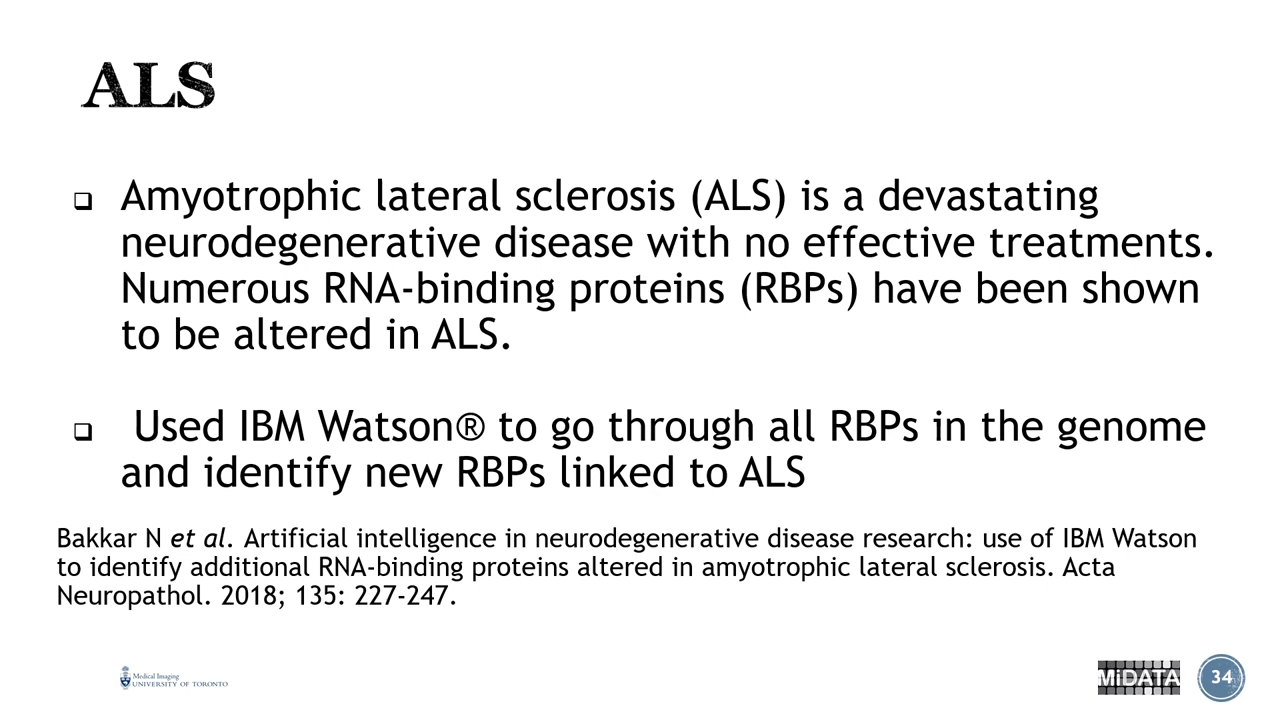 ALS
Amyotrophic lateral sclerosis (ALS) is a devastating
neurodegenerative disease with no effective treatments.
Numerous RNA-binding proteins (RBPs) have been shown
to be altered in ALS.
Used IBM Watson® to go through all RBPs in the genome
and identify new RBPs linked to ALS
Bakkar N et al. Artificial intelligence in neurodegenerative disease research: use of IBM Watson
to identify additional RNA-binding proteins altered in amyotrophic lateral sclerosis. Acta
Neuropathol. 2018; 135: 227-247.
Medical Imaging
UNIVERSITY OF TORONTO
MiDATA
34